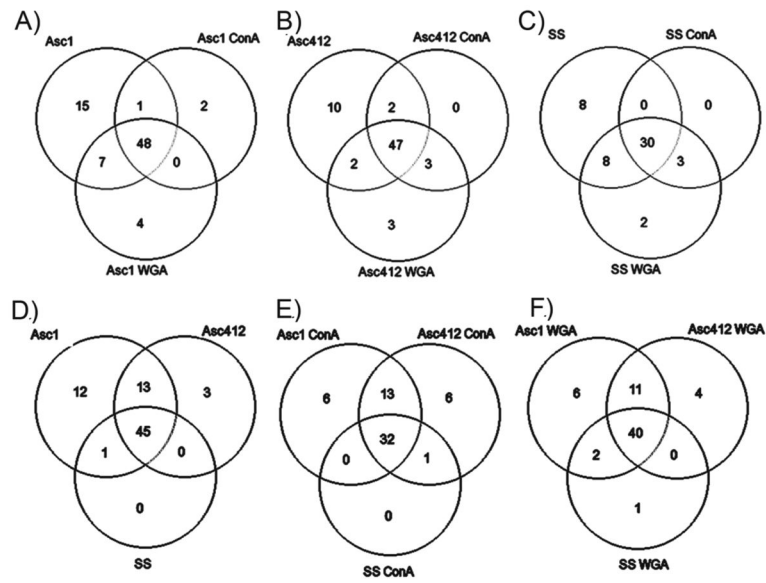 A)
B)
C)
Asc1
Asc1 ConA
Asc412
Asc412 ConA
SS
SS ConA
15 1 2
10 2 0
8 0 0
48
47
30
7 0
2 3
8 3
4
3
2
Asc1 WGA
Asc412 WGA
SS WGA
D)
E)
F)
Asc1
Asc412
Asc1 ConA
Asc412 ConA
Asc1 WGA
Asc412 WGA
12 13 3
6 13 6
6 11 4
45
32
40
1 0
0 1
2 0
0
0
1
SS
SS ConA
SS WGA